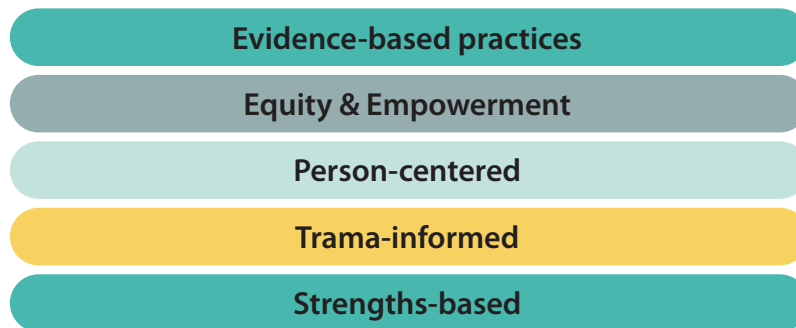 Evidence-based practices
Equity & Empowerment
Person-centered
Trama-informed
Strengths-based